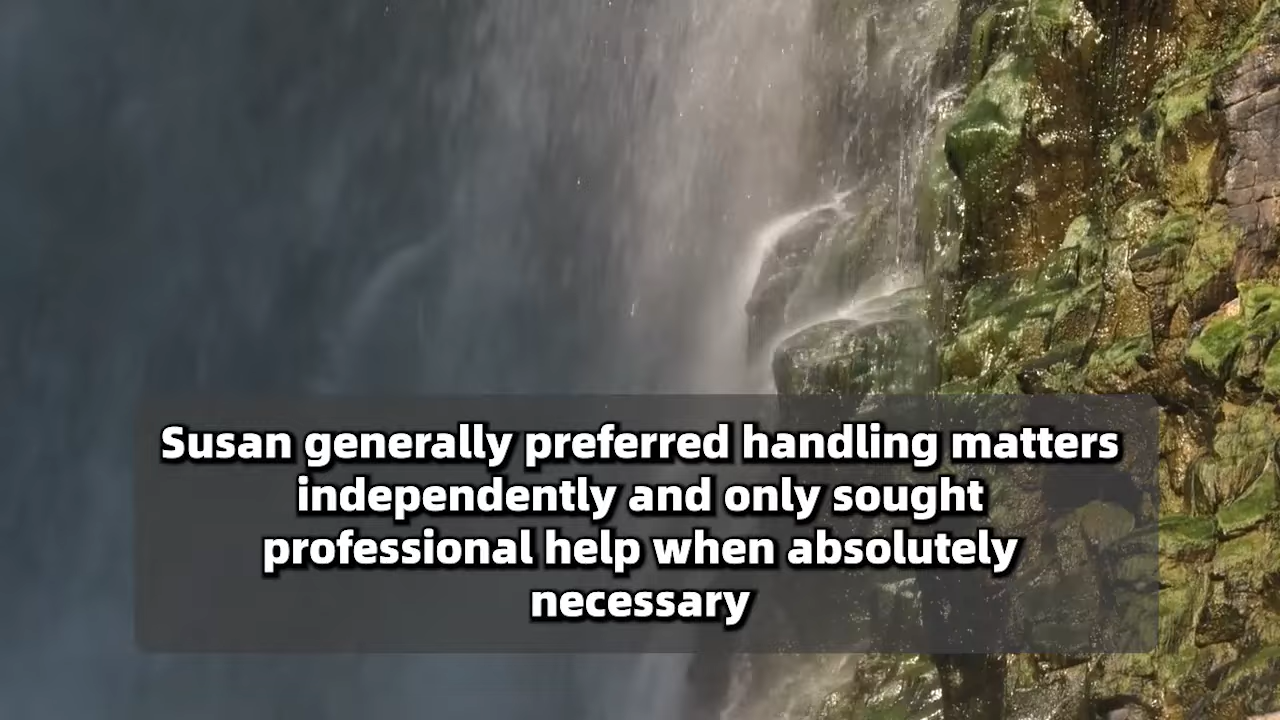 Susan generally preferred handling matters
independently and only sought
professional help when absolutely
necessary